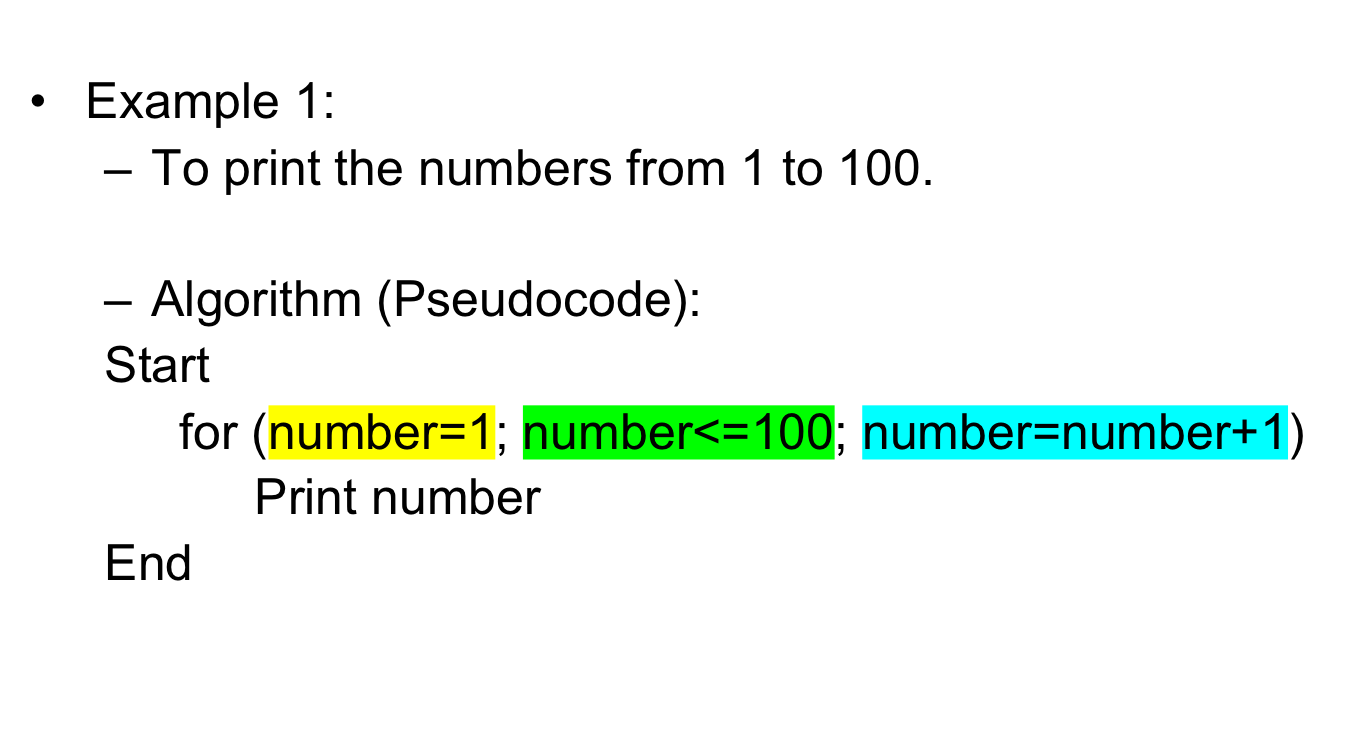 • Example 1:
– To print the numbers from 1 to 100.
– Algorithm (Pseudocode):
Start
for (number=1; number<=100; number=number+1)
Print number
End